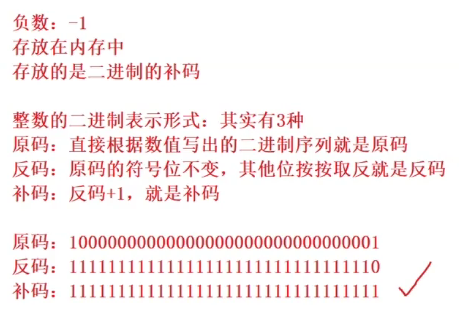 负数：-1
存放在内存中
存放的是二进制的补码
整数的二进制表示形式：其实有3种
原码：直接根据数值写出的二进制序列就是原码
反码：原码的符号位不变，其他位按按取反就是反码
补码：反码+1，就是补码
原码：10000000000000000000000000000001
反码：11111111111111111111111111111110
补码：11111111111111111111111111111111